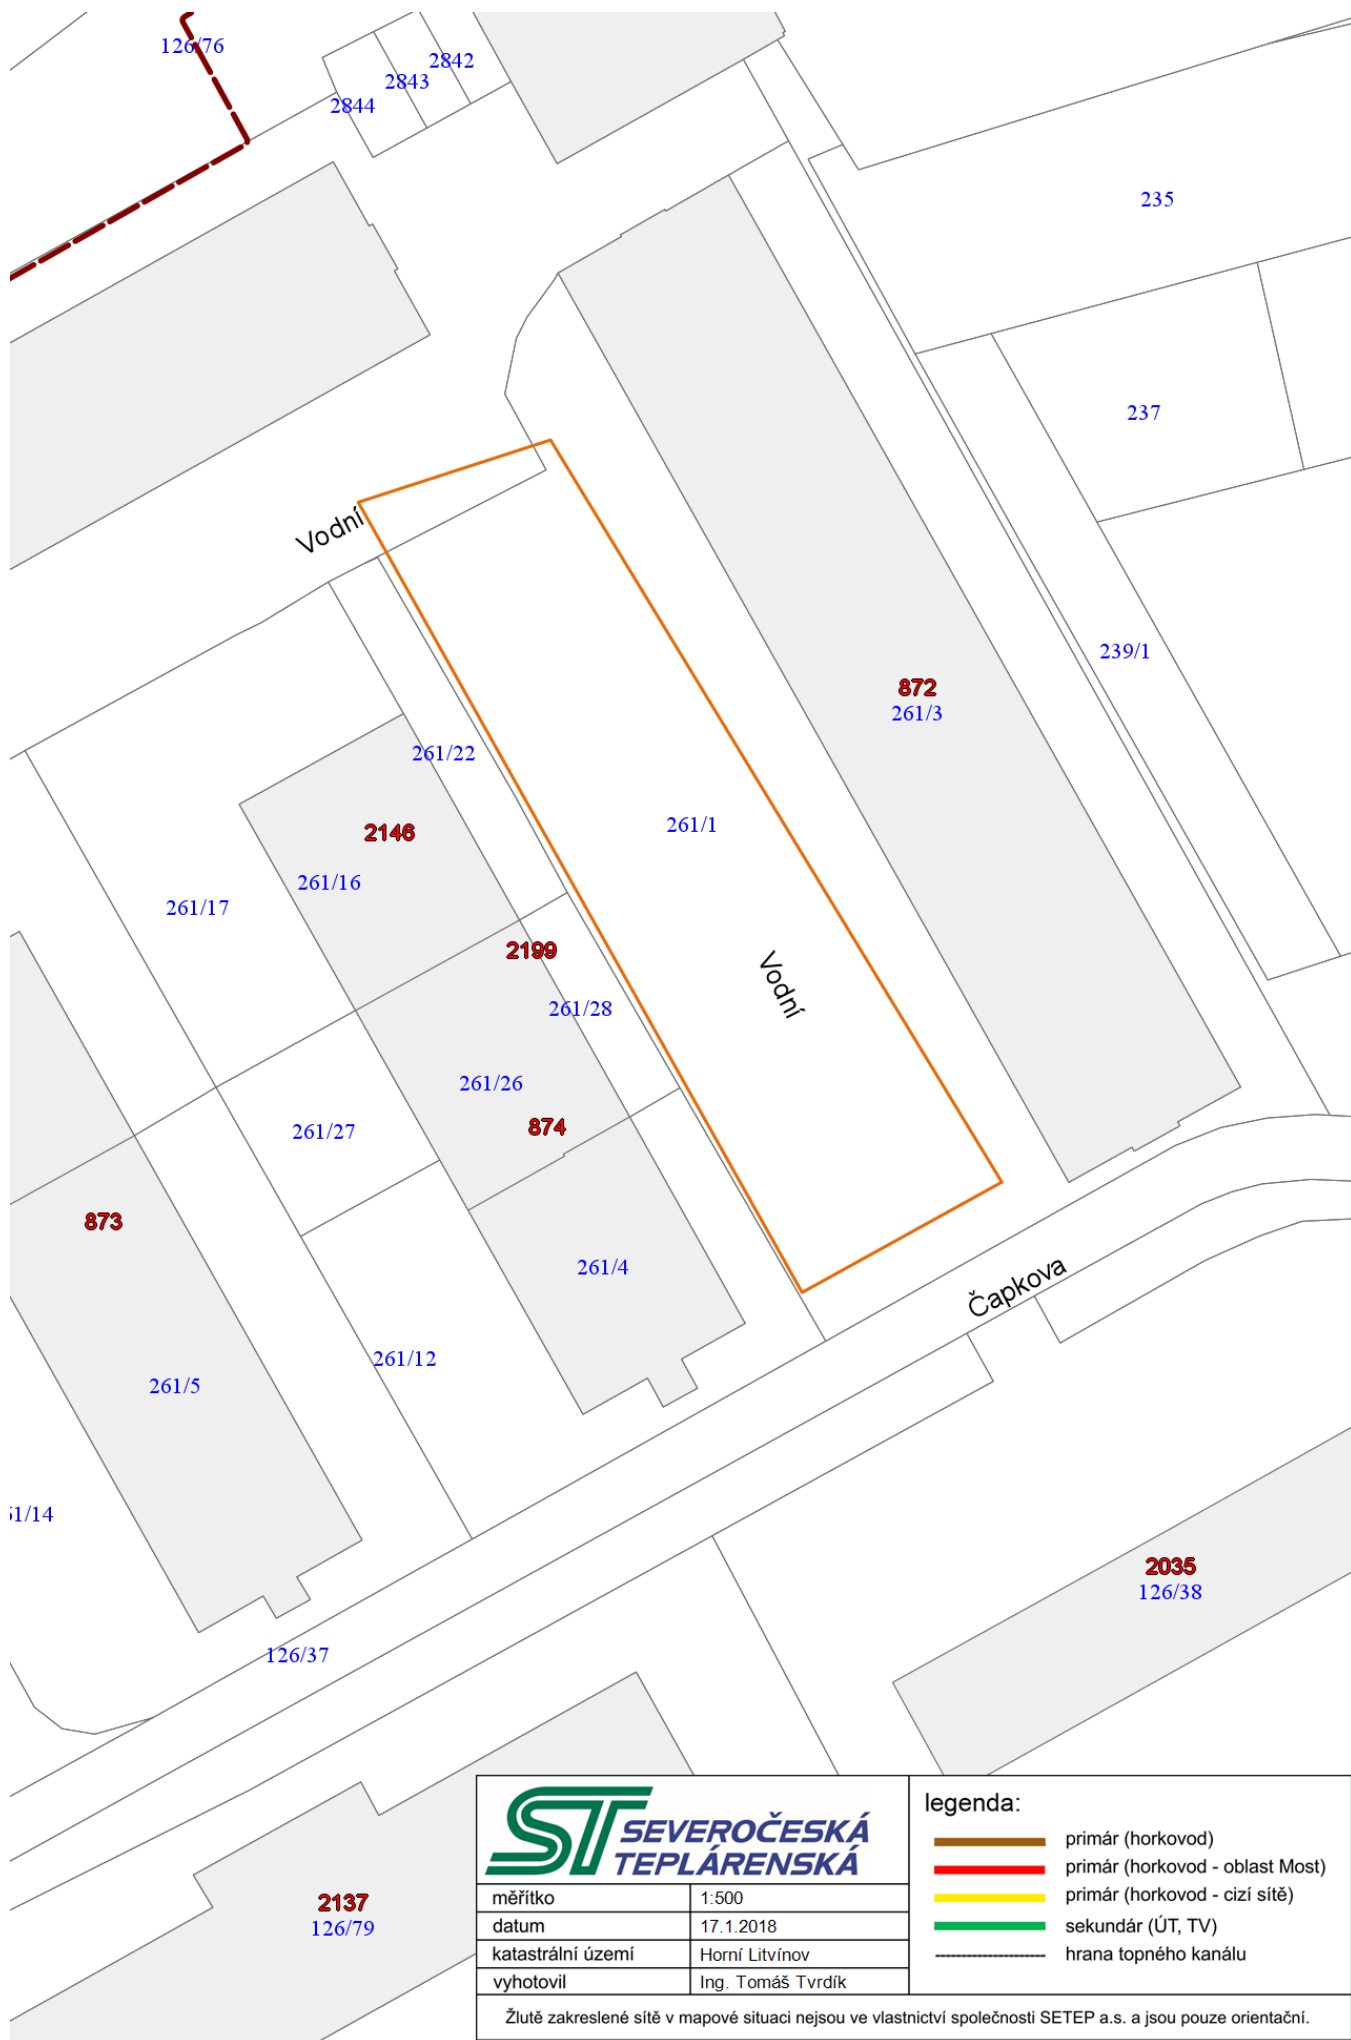 126/76
2842
2843
2844
235
237
Vodní
239/1
872
261/3
261/22
261/1
2146
261/16
261/17
2199
Vodní
261/28
261/26
874
261/27
873
261/4
Čapkova
261/12
261/5
51/14
2035
126/38
126/37
2137
126/79
ST SEVEROČESKÁ
TEPLÁRENSKÁ
měřítko 1:500
datum 17.1.2018
katastrální území Horní Litvínov
vyhotovil Ing. Tomáš Tvrdík
legenda:
primár (horkovod)
primár (horkovod - oblast Most)
primár (horkovod - cizí sítě)
sekundár (ÚT, TV)
hrana topného kanálu
Žlutě zakreslené sítě v mapové situaci nejsou ve vlastnictví společnosti SETEP a.s. a jsou pouze orientační.